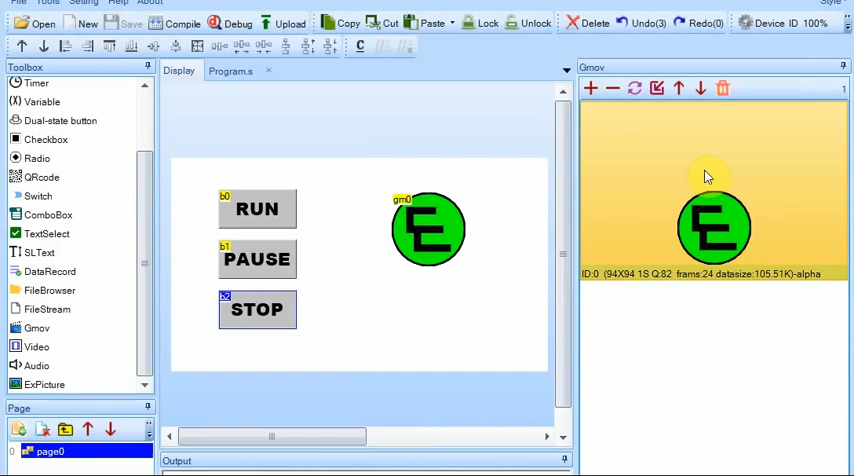 File Tools Setting Help About Style
Open New Save Compile Debug Upload Copy Cut Paste Lock Unlock Delete Undo(3) Redo(0) Device ID 100%
C
Toolbox
Timer
Variable
Dual-state button
Checkbox
Radio
QRcode
Switch
ComboBox
TextSelect
SLText
DataRecord
FileBrowser
FileStream
Gmov
Video
Audio
ExPicture
Page
0 page0
Display Program.s
b0
RUN
b1
PAUSE
b2
STOP
gm0
EE
Output
Gmov
1
EE
ID:0 (94X94 1S Q:82 frams:24 datasize:105.51K)-alpha